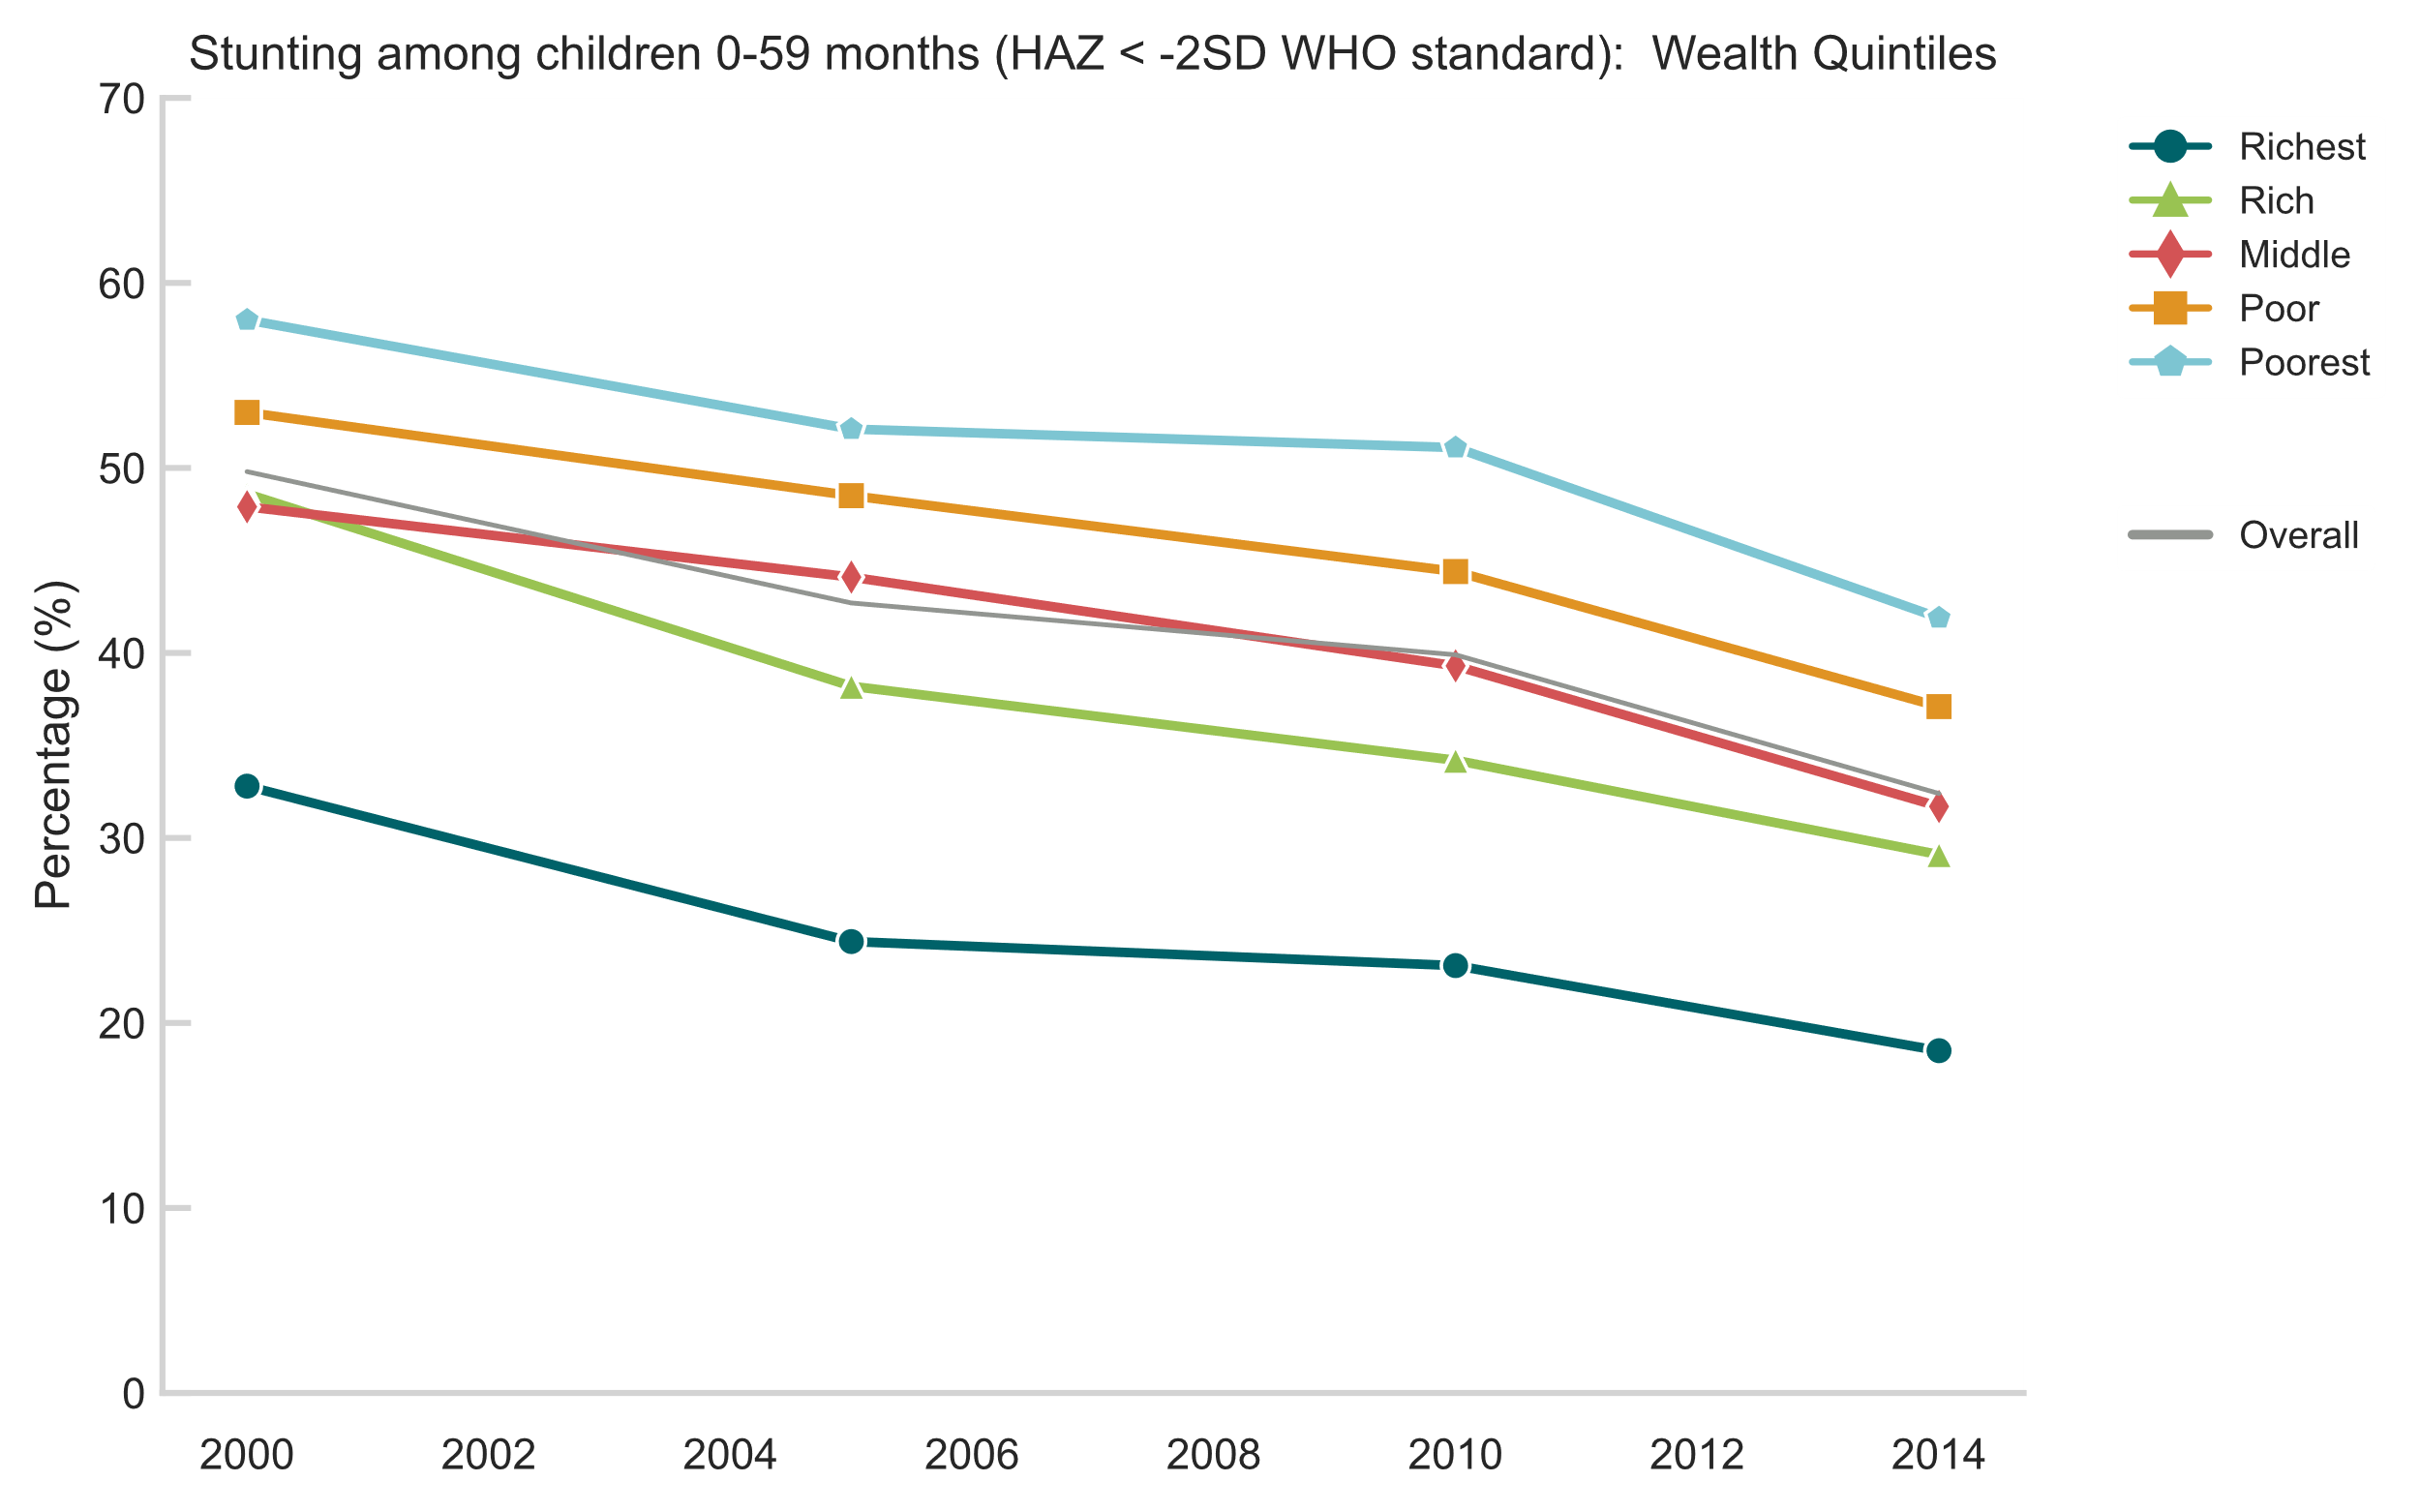 Stunting among children 0-59 months (HAZ < -2SD WHO standard):  Wealth Quintiles
70
60
50
40
30
20
10
0
Percentage (%)
2000 2002 2004 2006 2008 2010 2012 2014
Richest
Rich
Middle
Poor
Poorest
Overall